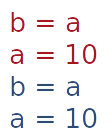 b = a
a = 10
b = a
a = 10